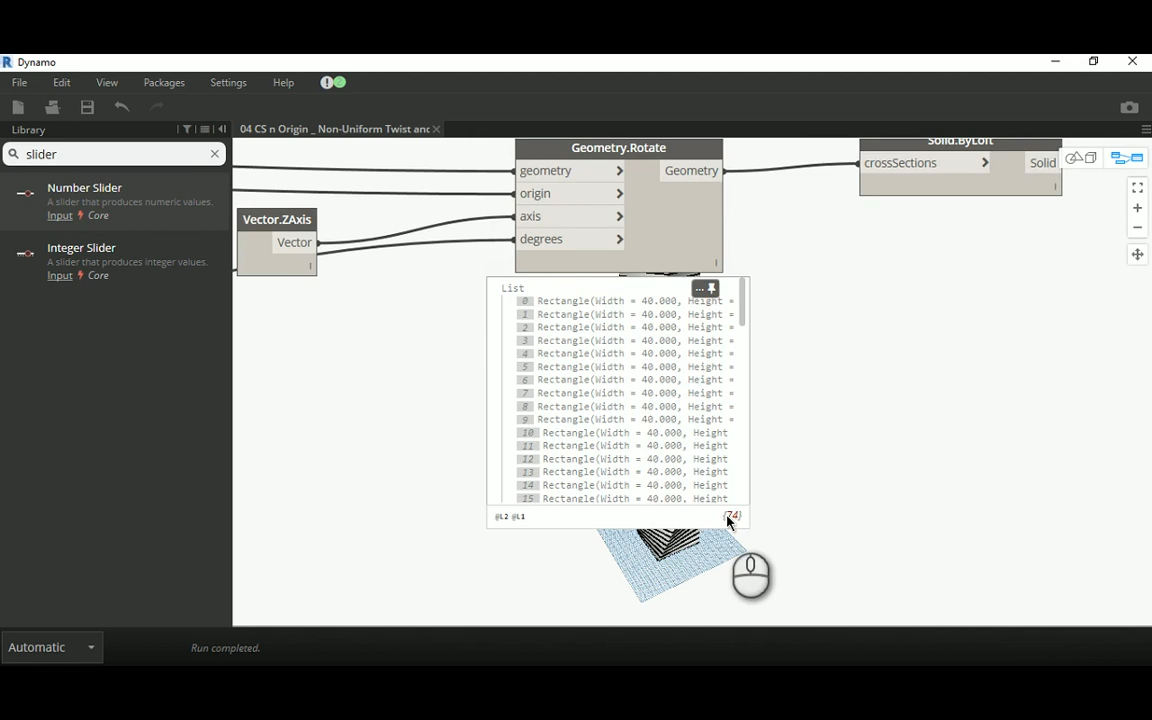 Dynamo
File Edit View Packages Settings Help
Library
04 CS n Origin _ Non-Uniform Twist and
slider
Number Slider
A slider that produces numeric values.
Input Core
Integer Slider
A slider that produces integer values.
Input Core
Vector.ZAxis
Vector
Geometry.Rotate
geometry > Geometry
origin >
axis >
degrees >
Solid.ByLoft
crossSections > Solid
List
...
0 Rectangle(Width = 40.000, Height =
1 Rectangle(Width = 40.000, Height =
2 Rectangle(Width = 40.000, Height =
3 Rectangle(Width = 40.000, Height =
4 Rectangle(Width = 40.000, Height =
5 Rectangle(Width = 40.000, Height =
6 Rectangle(Width = 40.000, Height =
7 Rectangle(Width = 40.000, Height =
8 Rectangle(Width = 40.000, Height =
9 Rectangle(Width = 40.000, Height =
10 Rectangle(Width = 40.000, Height
11 Rectangle(Width = 40.000, Height
12 Rectangle(Width = 40.000, Height
13 Rectangle(Width = 40.000, Height
14 Rectangle(Width = 40.000, Height
15 Rectangle(Width = 40.000, Height
@L2 @L1 {74}
Automatic
Run completed.